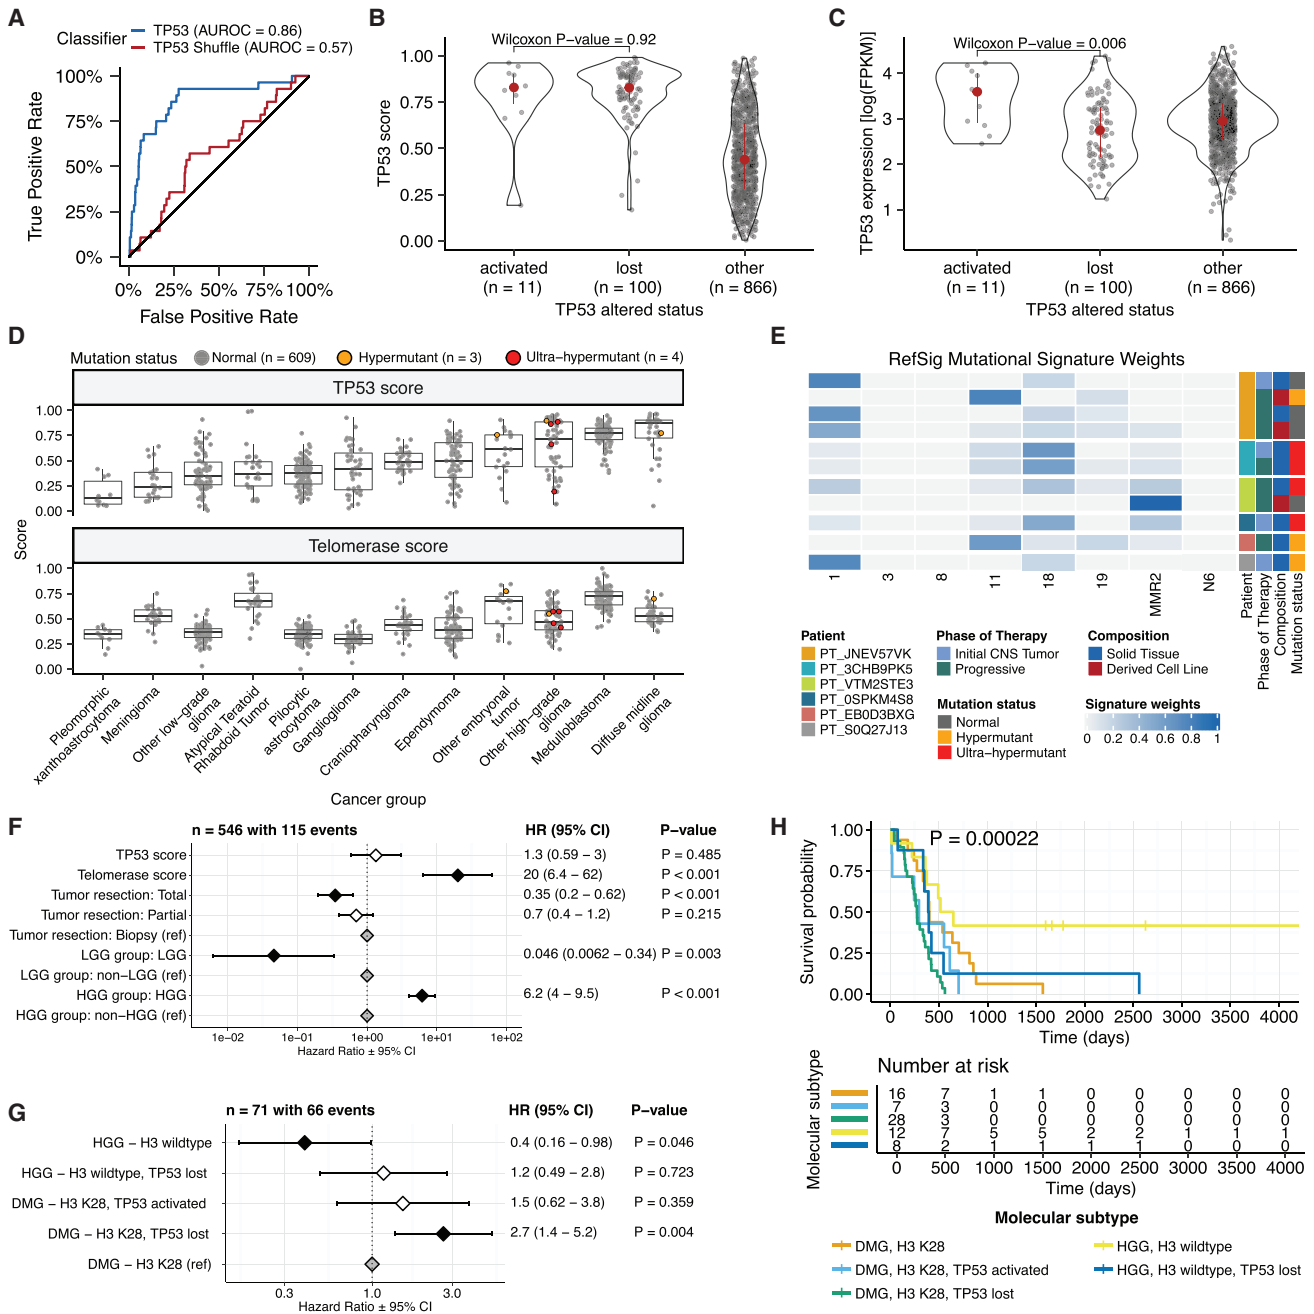 A
Classifier
TP53 (AUROC = 0.86)
TP53 Shuffle (AUROC = 0.57)
True Positive Rate
100%
75%
50%
25%
0%
0% 25% 50% 75% 100%
False Positive Rate
B
Wilcoxon P−value = 0.92
TP53 score
1.00
0.75
0.50
0.25
0.00
activated
(n = 11)
lost
(n = 100)
other
(n = 866)
TP53 altered status
C
Wilcoxon P−value = 0.006
TP53 expression [log(FPKM)]
4
3
2
1
activated
(n = 11)
lost
(n = 100)
other
(n = 866)
TP53 altered status
D
Mutation status
Normal (n = 609)
Hypermutant (n = 3)
Ultra−hypermutant (n = 4)
TP53 score
1.00
0.75
0.50
0.25
0.00
Score
Telomerase score
1.00
0.75
0.50
0.25
0.00
Pleomorphic
xanthoastrocytoma
Meningioma
Other low−grade
glioma
Atypical Teratoid
Rhabdoid Tumor
Pilocytic
astrocytoma
Ganglioglioma
Craniopharyngioma
Ependymoma
Other embryonal
tumor
Other high−grade
glioma
Medulloblastoma
Diffuse midline
glioma
Cancer group
E
RefSig Mutational Signature Weights
1 3 8 11 18 19 MMR2 N6
Patient
Phase of Therapy
Composition
Mutation status
Patient
PT_JNEV57VK
PT_3CHB9PK5
PT_VTM2STE3
PT_0SPKM4S8
PT_EB0D3BXG
PT_S0Q27J13
Phase of Therapy
Initial CNS Tumor
Progressive
Composition
Solid Tissue
Derived Cell Line
Mutation status
Normal
Hypermutant
Ultra−hypermutant
Signature weights
0 0.2 0.4 0.6 0.8 1
F
n = 546 with 115 events HR (95% CI) P−value
TP53 score 1.3 (0.59 − 3) P = 0.485
Telomerase score 20 (6.4 − 62) P < 0.001
Tumor resection: Total 0.35 (0.2 − 0.62) P < 0.001
Tumor resection: Partial 0.7 (0.4 − 1.2) P = 0.215
Tumor resection: Biopsy (ref)
LGG group: LGG 0.046 (0.0062 − 0.34) P = 0.003
LGG group: non−LGG (ref)
HGG group: HGG 6.2 (4 − 9.5) P < 0.001
HGG group: non−HGG (ref)
1e−02 1e−01 1e+00 1e+01 1e+02
Hazard Ratio ± 95% CI
G
n = 71 with 66 events HR (95% CI) P−value
HGG − H3 wildtype 0.4 (0.16 − 0.98) P = 0.046
HGG − H3 wildtype, TP53 lost 1.2 (0.49 − 2.8) P = 0.723
DMG − H3 K28, TP53 activated 1.5 (0.62 − 3.8) P = 0.359
DMG − H3 K28, TP53 lost 2.7 (1.4 − 5.2) P = 0.004
DMG − H3 K28 (ref)
0.3 1.0 3.0
Hazard Ratio ± 95% CI
H
P = 0.00022
Survival probability
1.00
0.75
0.50
0.25
0.00
0 500 1000 1500 2000 2500 3000 3500 4000
Time (days)
Number at risk
Molecular subtype
16 7 1 1 0 0 0 0 0
7 3 0 0 0 0 0 0 0
28 3 0 0 0 0 0 0 0
12 7 5 5 2 2 1 1 1
8 2 1 1 1 1 0 0 0
0 500 1000 1500 2000 2500 3000 3500 4000
Time (days)
Molecular subtype
DMG, H3 K28
DMG, H3 K28, TP53 activated
DMG, H3 K28, TP53 lost
HGG, H3 wildtype
HGG, H3 wildtype, TP53 lost